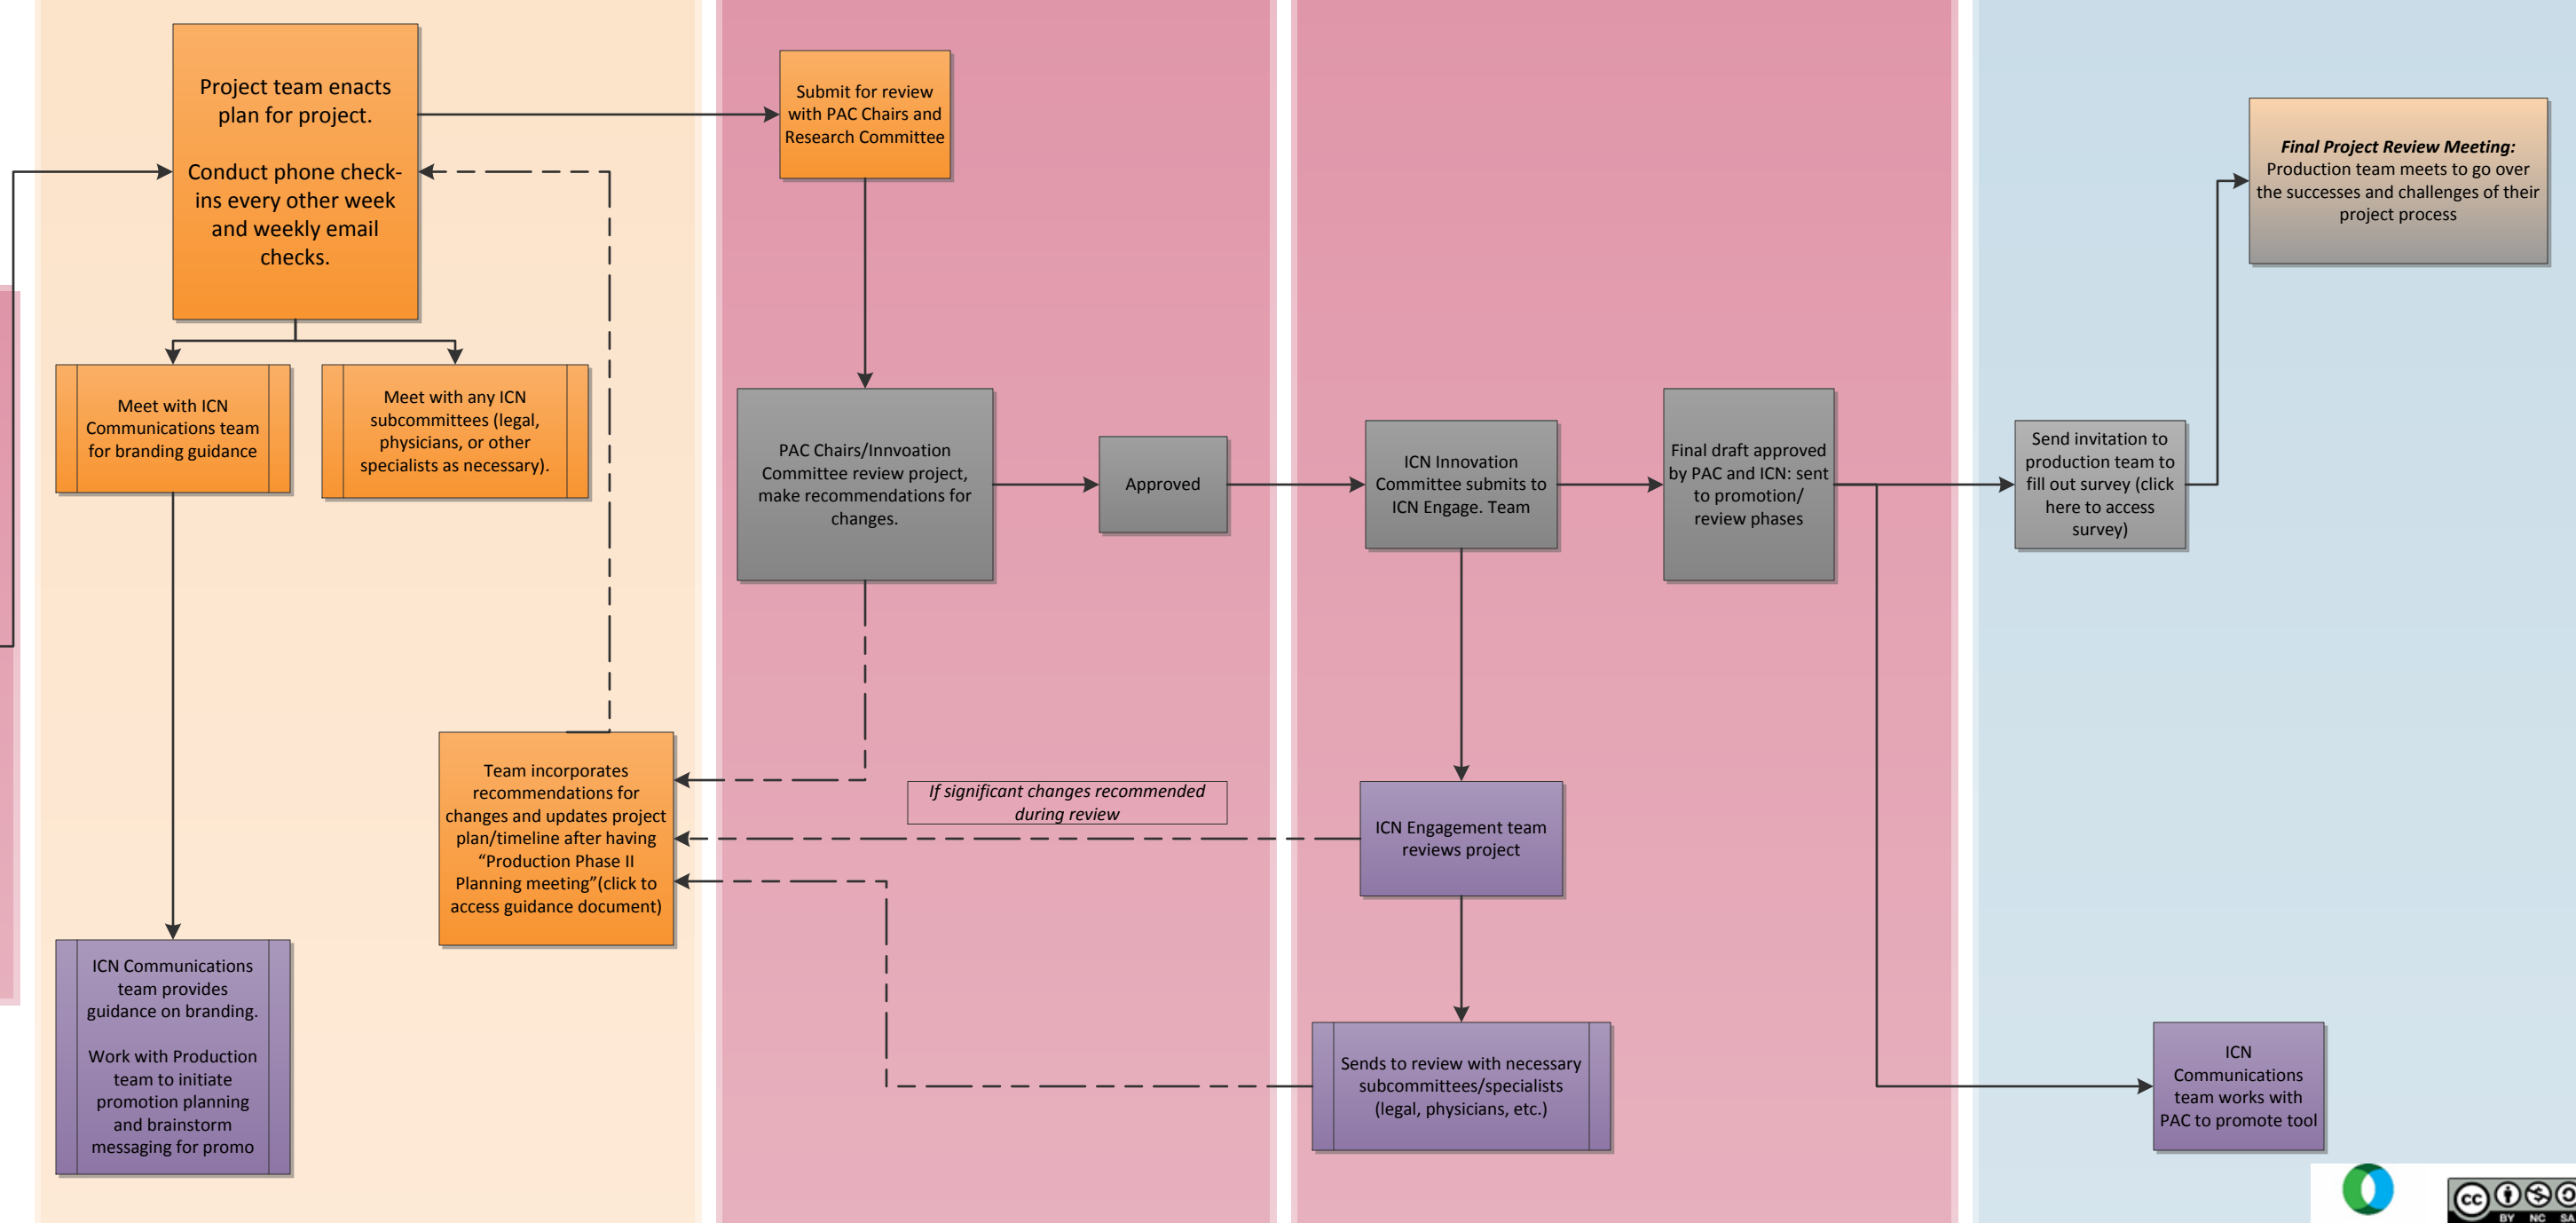 Project team enacts
plan for project.
Conduct phone check-
ins every other week
and weekly email
checks.
Meet with ICN
Communications team
for branding guidance
Meet with any ICN
subcommittees (legal,
physicians, or other
specialists as necessary).
Team incorporates
recommendations for
changes and updates project
plan/timeline after having
“Production Phase II
Planning meeting”(click to
access guidance document)
ICN Communications
team provides
guidance on branding.
Work with Production
team to initiate
promotion planning
and brainstorm
messaging for promo
Submit for review
with PAC Chairs and
Research Committee
PAC Chairs/Innvoation
Committee review project,
make recommendations for
changes.
Approved
If significant changes recommended
during review
ICN Innovation
Committee submits to
ICN Engage. Team
Final draft approved
by PAC and ICN: sent
to promotion/
review phases
ICN Engagement team
reviews project
Sends to review with necessary
subcommittees/specialists
(legal, physicians, etc.)
Final Project Review Meeting:
Production team meets to go over
the successes and challenges of their
project process
Send invitation to
production team to
fill out survey (click
here to access
survey)
ICN
Communications
team works with
PAC to promote tool
cc
BY NC SA